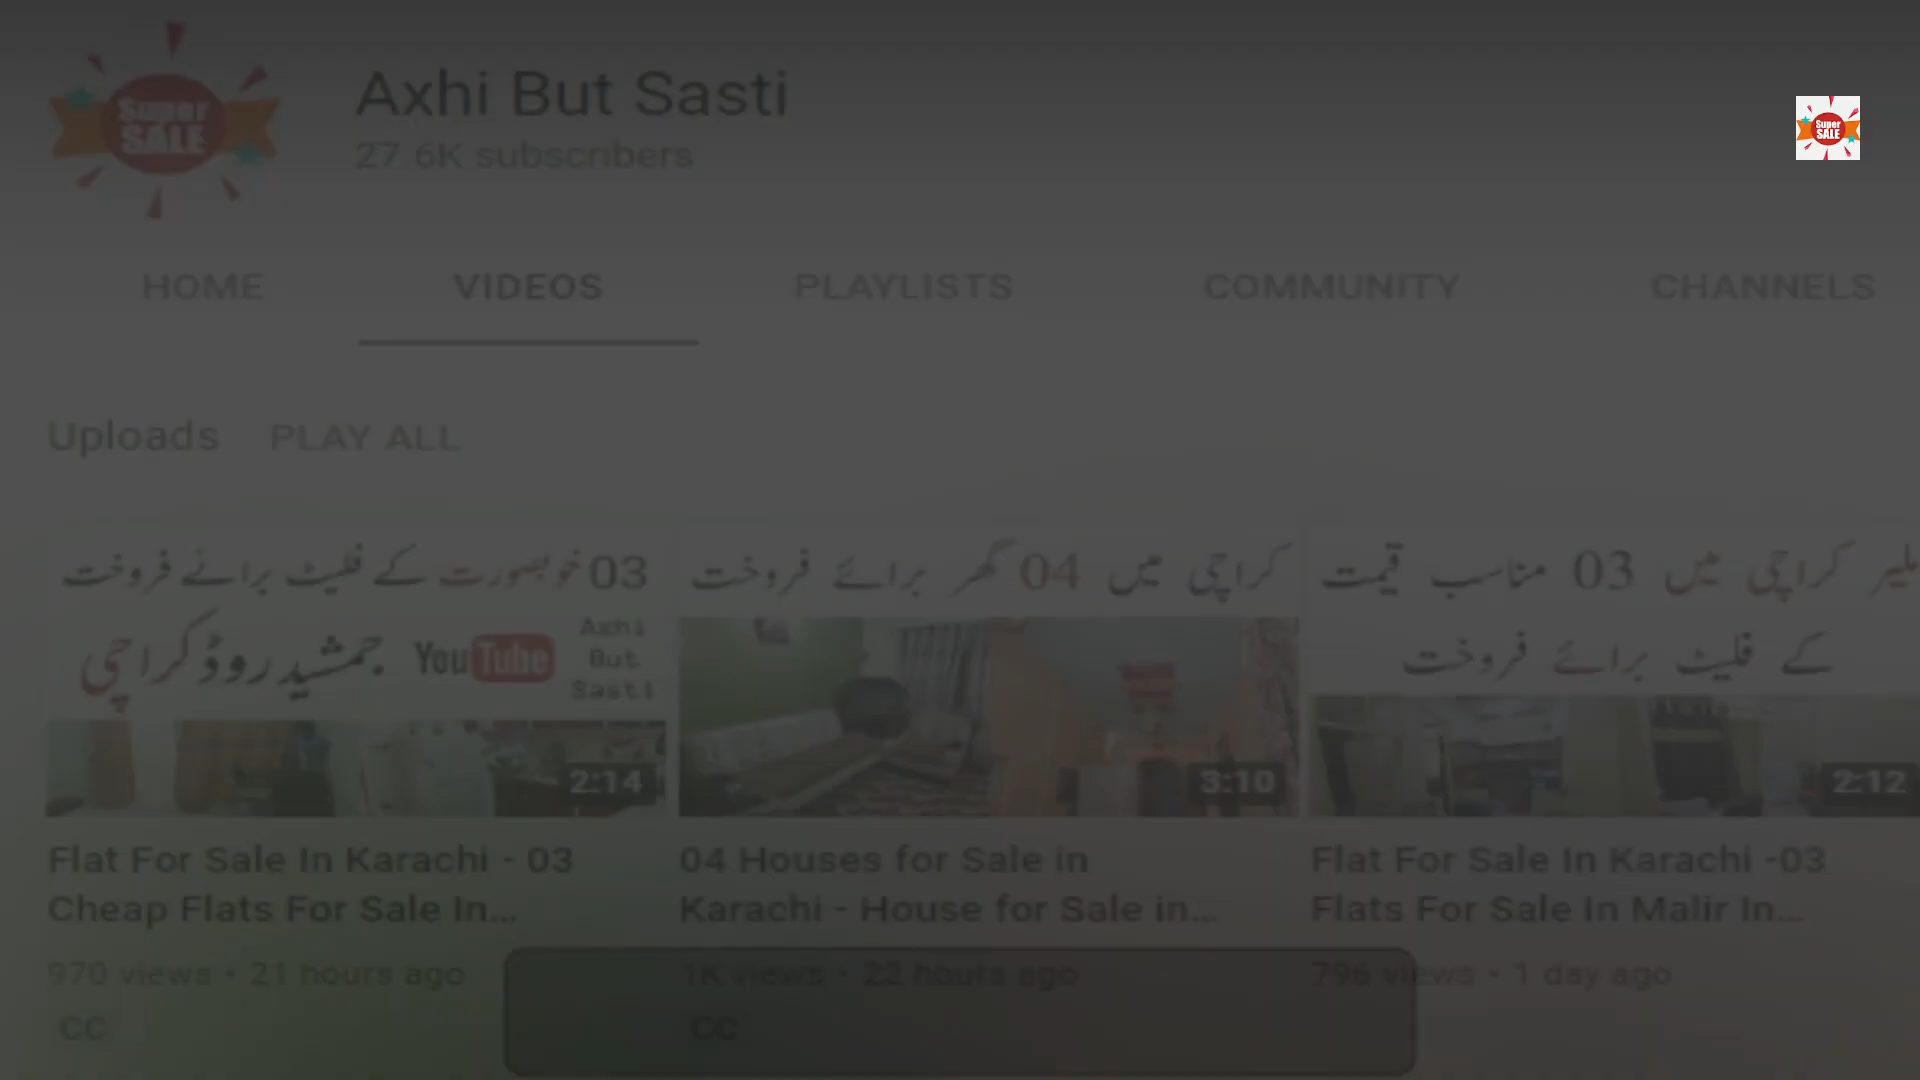 Super
SALE
Axhi But Sasti
27.6K subscribers
Super
SALE
HOME VIDEOS PLAYLISTS COMMUNITY CHANNELS
Uploads PLAY ALL
03 خوبصورت کے فلیٹ برائے فروخت
جمشید روڈ کراچی
YouTube
Axhi
But
Sasti
2:14
کراچی میں 04 گھر برائے فروخت
3:10
ملیر کراچی میں 03 مناسب قیمت
کے فلیٹ برائے فروخت
2:12
Flat For Sale In Karachi - 03
Cheap Flats For Sale In...
970 views • 21 hours ago
CC
04 Houses for Sale in
Karachi - House for Sale in...
1K views • 22 hours ago
CC
Flat For Sale In Karachi -03
Flats For Sale In Malir In...
796 views • 1 day ago